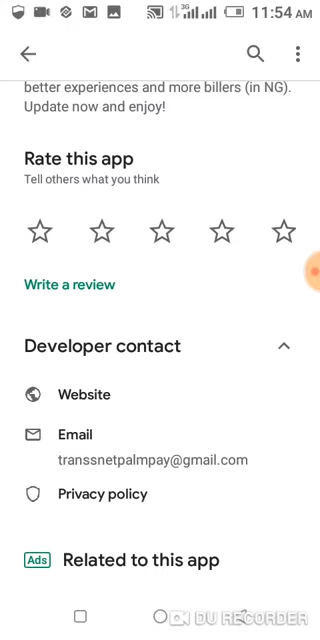 3G 11:54 AM
better experiences and more billers (in NG).
Update now and enjoy!
Rate this app
Tell others what you think
Write a review
Developer contact
Website
Email
transsnetpalmpay@gmail.com
Privacy policy
Ads Related to this app
DU RECORDER